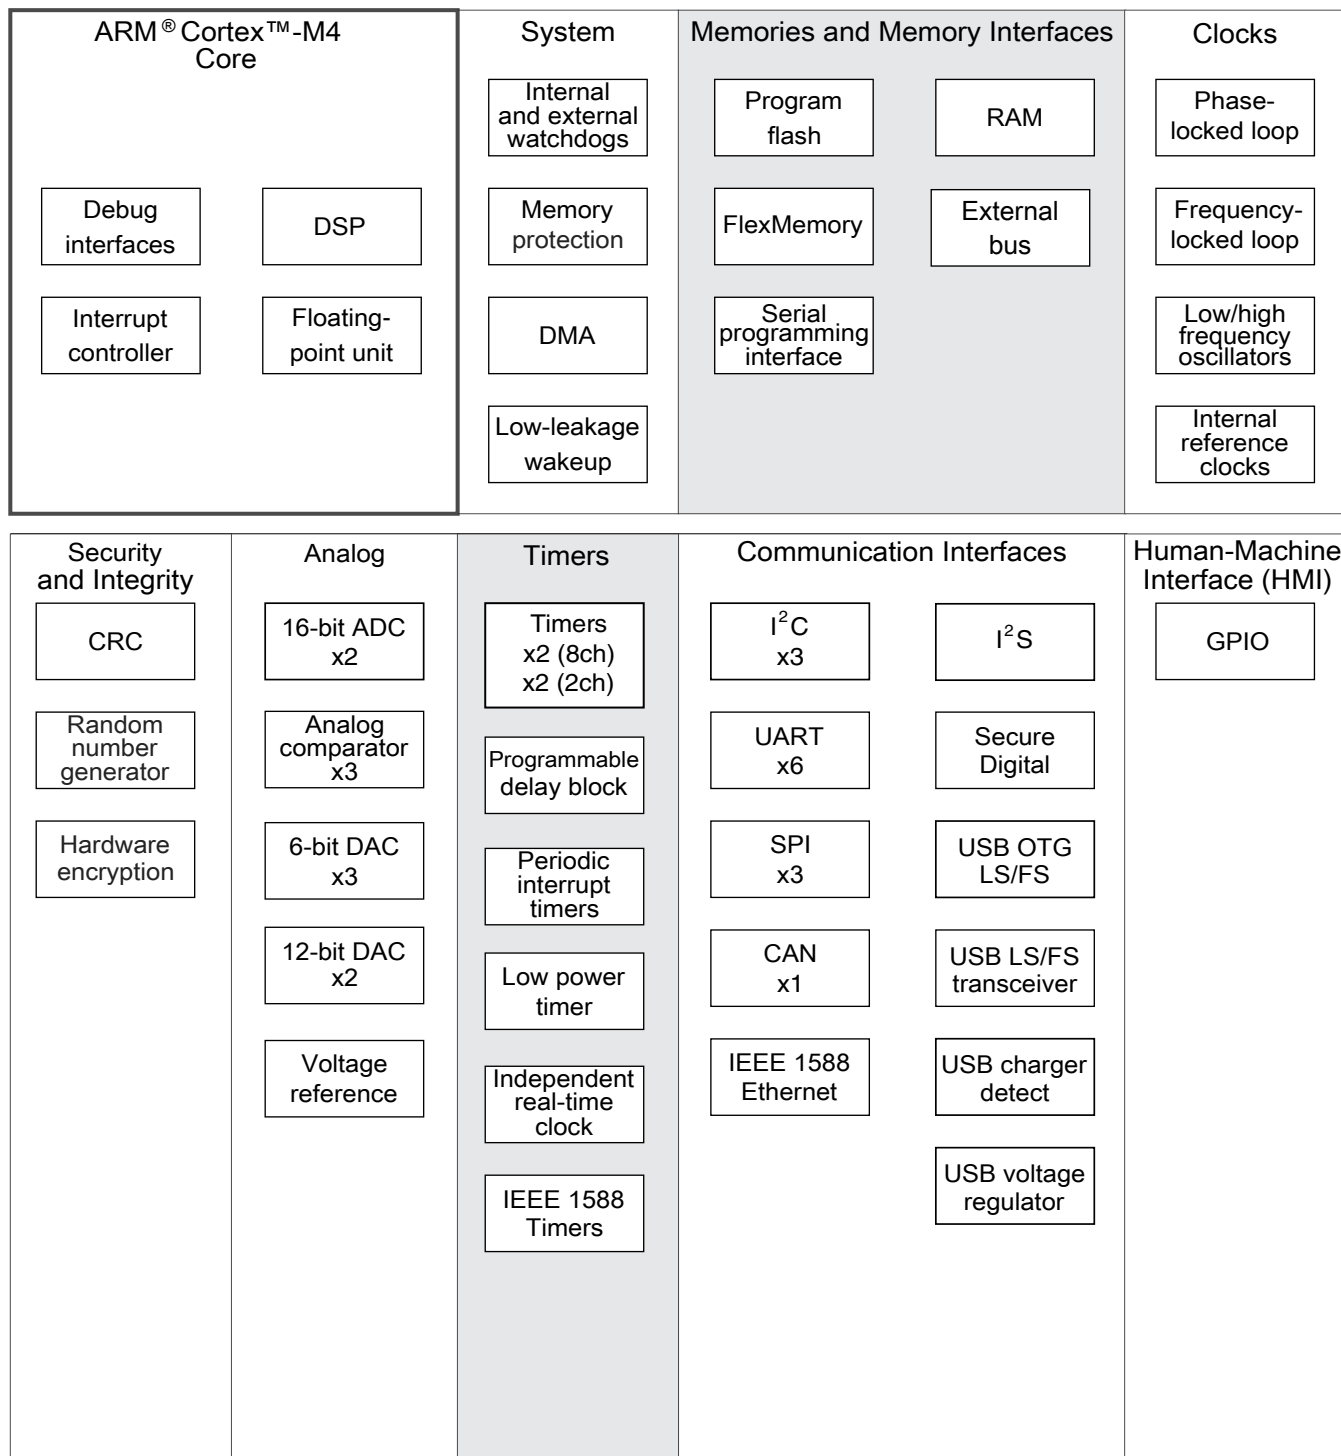 ARM® Cortex™-M4
Core
Debug
interfaces
DSP
Interrupt
controller
Floating-
point unit
System
Internal
and external
watchdogs
Memory
protection
DMA
Low-leakage
wakeup
Memories and Memory Interfaces
Program
flash
RAM
FlexMemory
External
bus
Serial
programming
interface
Clocks
Phase-
locked loop
Frequency-
locked loop
Low/high
frequency
oscillators
Internal
reference
clocks
Security
and Integrity
CRC
Random
number
generator
Hardware
encryption
Analog
16-bit ADC
x2
Analog
comparator
x3
6-bit DAC
x3
12-bit DAC
x2
Voltage
reference
Timers
Timers
x2 (8ch)
x2 (2ch)
Programmable
delay block
Periodic
interrupt
timers
Low power
timer
Independent
real-time
clock
IEEE 1588
Timers
Communication Interfaces
I²C
x3
I²S
UART
x6
Secure
Digital
SPI
x3
USB OTG
LS/FS
CAN
x1
USB LS/FS
transceiver
IEEE 1588
Ethernet
USB charger
detect
USB voltage
regulator
Human-Machine
Interface (HMI)
GPIO